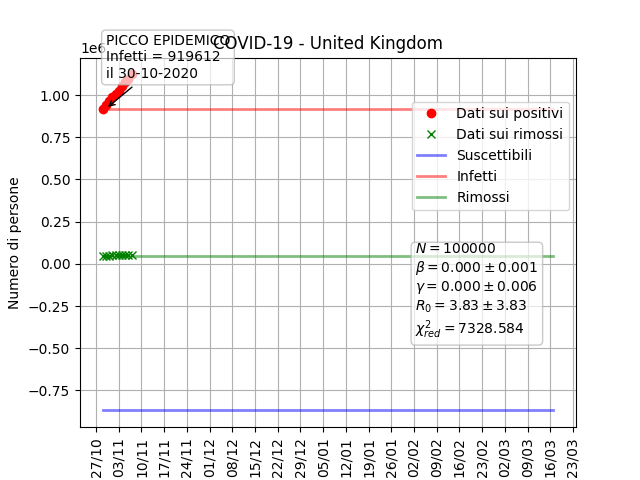 COVID-19 - United Kingdom
1e6
PICCO EPIDEMICO
Infetti = 919612
il 30-10-2020
Dati sui positivi
Dati sui rimossi
Suscettibili
Infetti
Rimossi
Numero di persone
1.00
0.75
0.50
0.25
0.00
−0.25
−0.50
−0.75
N = 100000
β = 0.000 ± 0.001
γ = 0.000 ± 0.006
R₀ = 3.83 ± 3.83
χ²_red = 7328.584
27/10
03/11
10/11
17/11
24/11
01/12
08/12
15/12
22/12
29/12
05/01
12/01
19/01
26/01
02/02
09/02
16/02
23/02
02/03
09/03
16/03
23/03